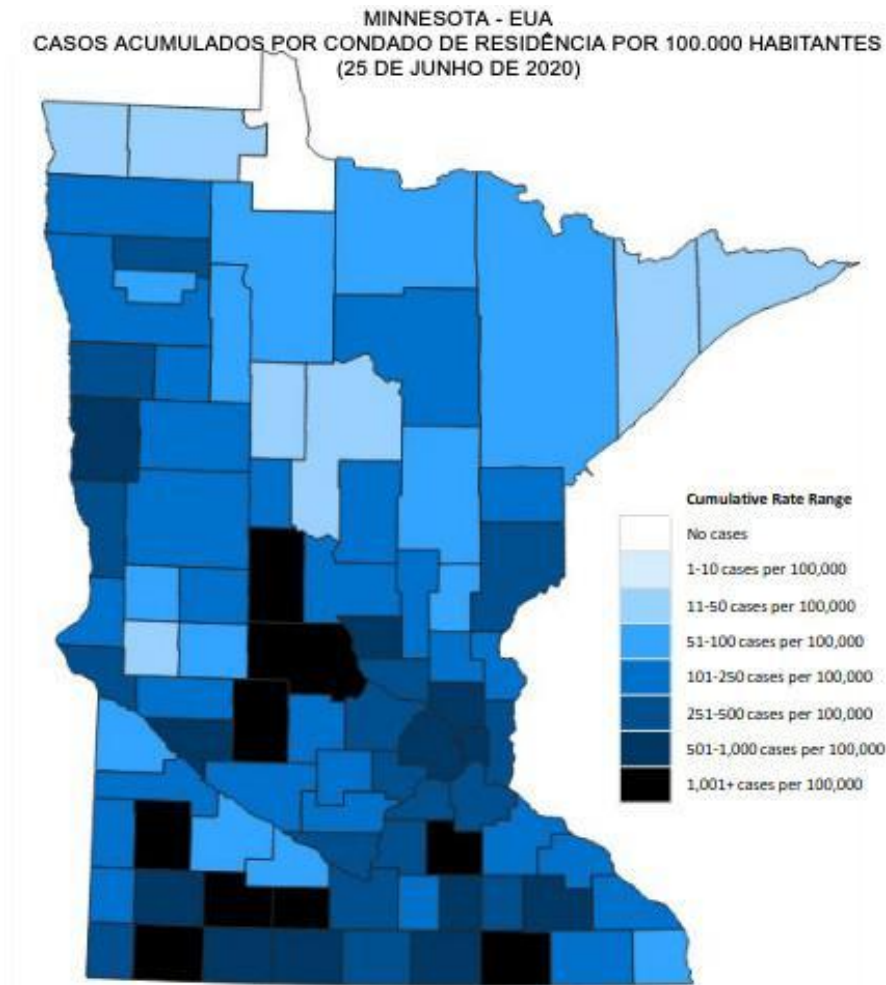 MINNESOTA - EUA
CASOS ACUMULADOS POR CONDADO DE RESIDÊNCIA POR 100.000 HABITANTES
(25 DE JUNHO DE 2020)
Cumulative Rate Range
No cases
1-10 cases per 100,000
11-50 cases per 100,000
51-100 cases per 100,000
101-250 cases per 100,000
251-500 cases per 100,000
501-1,000 cases per 100,000
1,001+ cases per 100,000